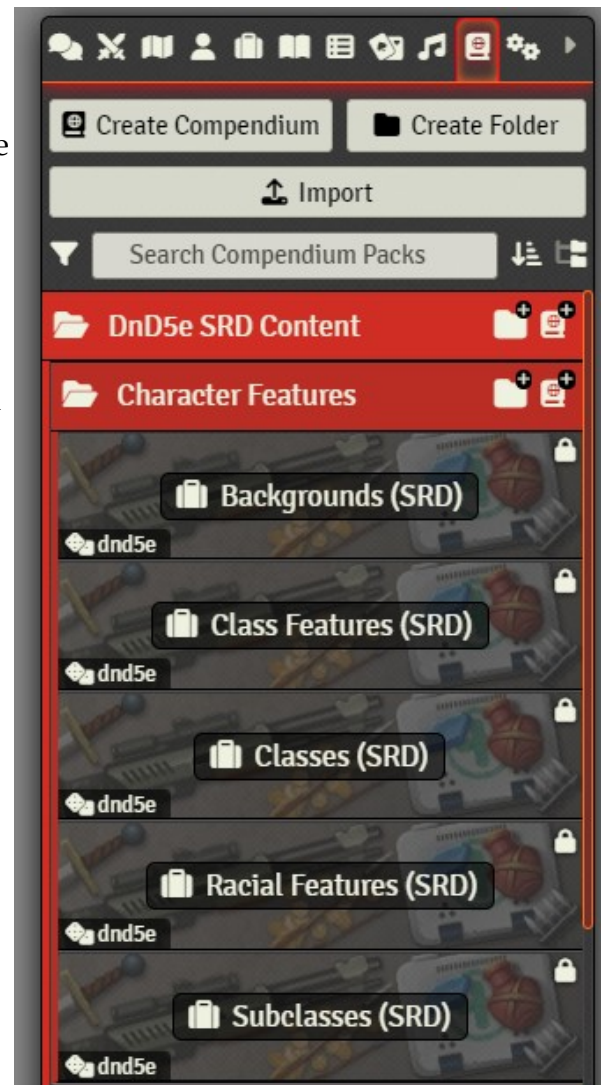 Create Compendium
Create Folder
Import
Search Compendium Packs
DnD5e SRD Content
Character Features
Backgrounds (SRD)
dnd5e
Class Features (SRD)
dnd5e
Classes (SRD)
dnd5e
Racial Features (SRD)
dnd5e
Subclasses (SRD)
dnd5e